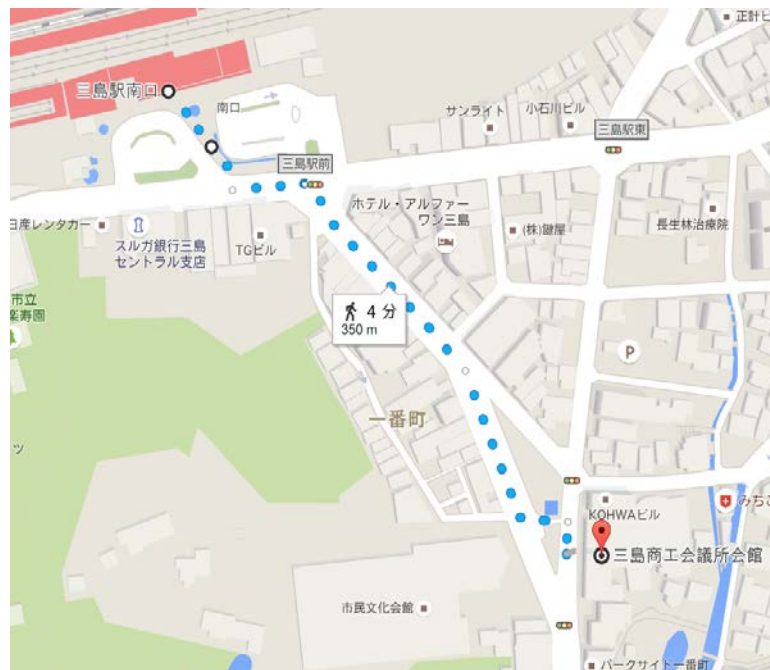 正計ビ
三島駅南口
南口
サンライト
小石川ビル
三島駅東
三島駅前
ホテル・アルファー
ワン三島
日産レンタカー
スルガ銀行三島
セントラル支店
TGビル
(株)鍵屋
長生林治療院
市立
楽寿園
4 分
350 m
P
一番町
ツ
KOHWAビル
みちこ
三島商工会議所会館
市民文化会館
パークサイト一番町